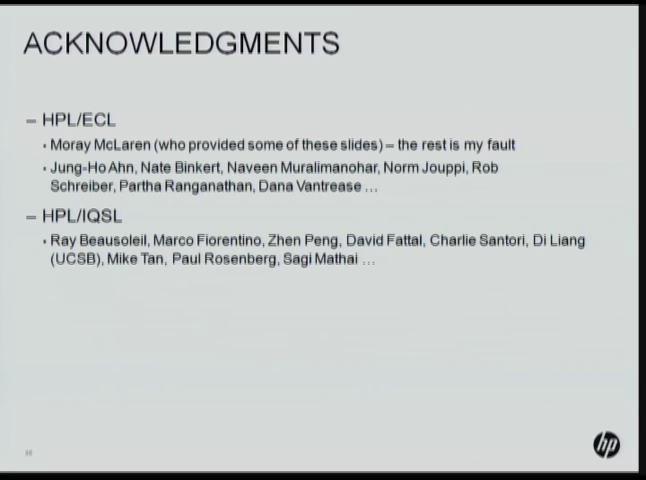 ACKNOWLEDGMENTS
– HPL/ECL
• Moray McLaren (who provided some of these slides) – the rest is my fault
• Jung-Ho Ahn, Nate Binkert, Naveen Muralimanohar, Norm Jouppi, Rob
Schreiber, Partha Ranganathan, Dana Vantrease …
– HPL/IQSL
• Ray Beausoleil, Marco Fiorentino, Zhen Peng, David Fattal, Charlie Santori, Di Liang
(UCSB), Mike Tan, Paul Rosenberg, Sagi Mathai …
hp